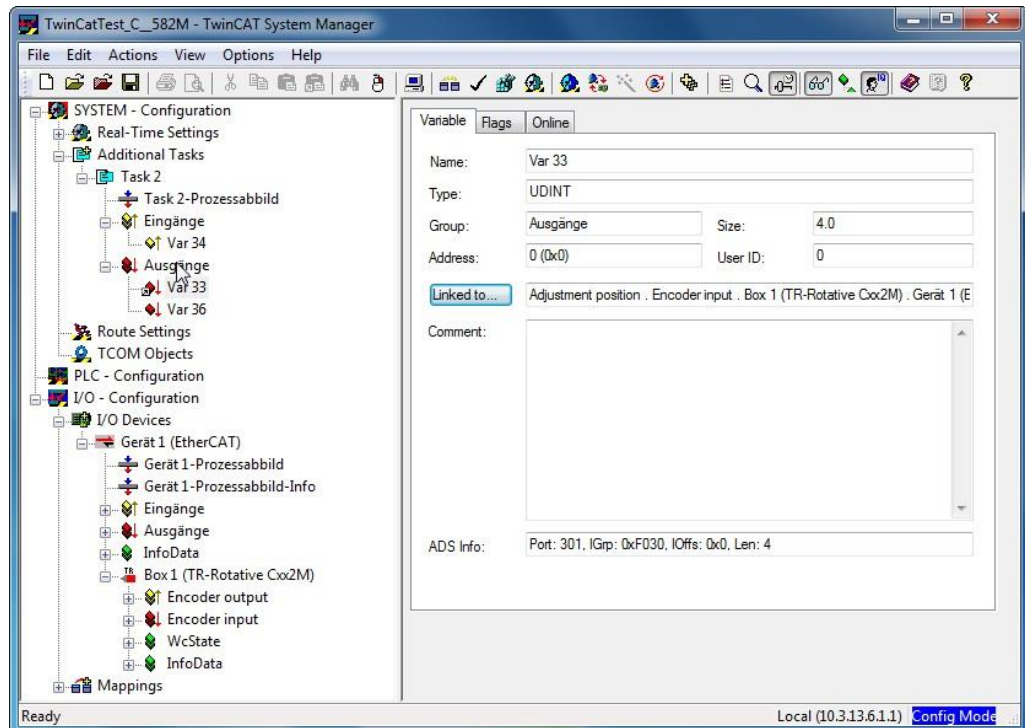 TwinCatTest_C__582M - TwinCAT System Manager
File Edit Actions View Options Help
SYSTEM - Configuration
Real-Time Settings
Additional Tasks
Task 2
Task 2-Prozessabbild
Eingänge
Var 34
Ausgänge
Var 33
Var 36
Route Settings
TCOM Objects
PLC - Configuration
I/O - Configuration
I/O Devices
Gerät 1 (EtherCAT)
Gerät 1-Prozessabbild
Gerät 1-Prozessabbild-Info
Eingänge
Ausgänge
InfoData
Box 1 (TR-Rotative Cxx2M)
Encoder output
Encoder input
WcState
InfoData
Mappings
Variable Flags Online
Name: Var 33
Type: UDINT
Group: Ausgänge Size: 4.0
Address: 0 (0x0) User ID: 0
Linked to... Adjustment position . Encoder input . Box 1 (TR-Rotative Cxx2M) . Gerät 1 (E
Comment:
ADS Info: Port: 301, IGrp: 0xF030, IOffs: 0x0, Len: 4
Ready Local (10.3.13.6.1.1) Config Mode